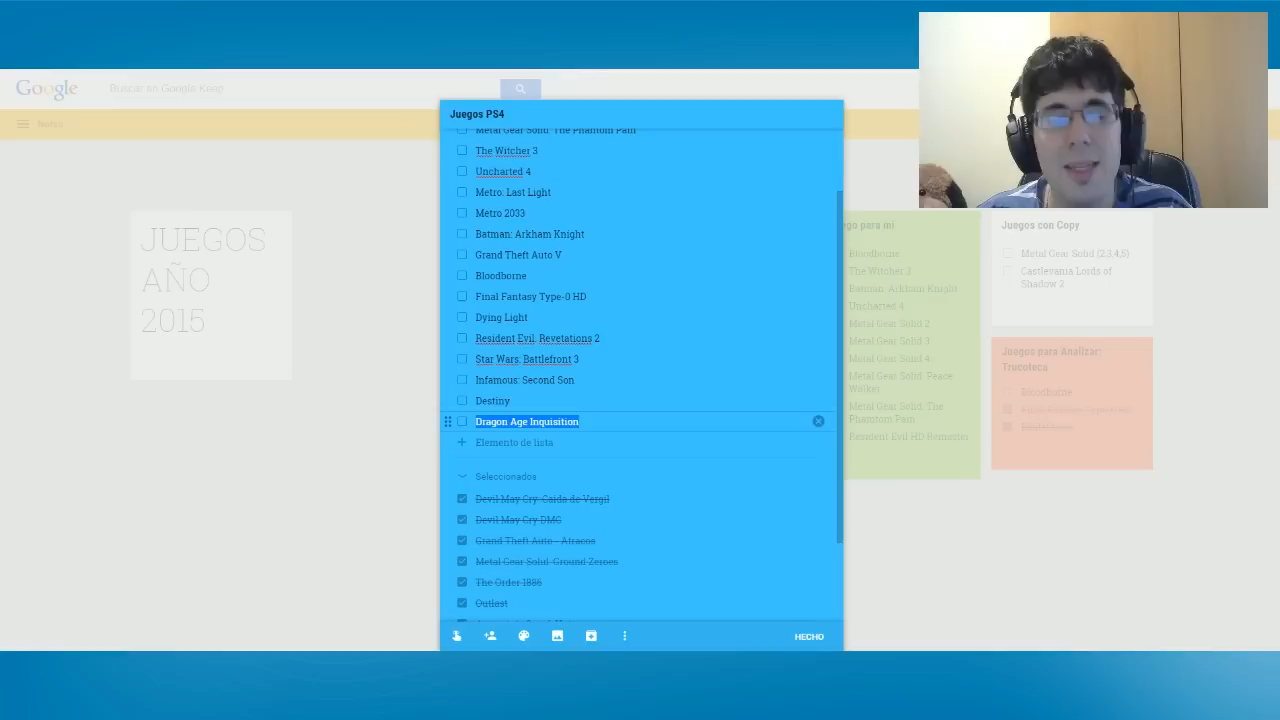 Google
Buscar en Google Keep
Notas
JUEGOS
AÑO
2015
Juegos PS4
Metal Gear Solid: The Phantom Pain
The Witcher 3
Uncharted 4
Metro: Last Light
Metro 2033
Batman: Arkham Knight
Grand Theft Auto V
Bloodborne
Final Fantasy Type-0 HD
Dying Light
Resident Evil: Revetations 2
Star Wars: Battlefront 3
Infamous: Second Son
Destiny
Dragon Age Inquisition
Elemento de lista
Seleccionados
Devil May Cry: Caida de Vergil
Devil May Cry DMC
Grand Theft Auto - Atracos
Metal Gear Solid: Ground Zeroes
The Order 1886
Outlast
HECHO
go para mi
Bloodborne
The Witcher 3
Batman: Arkham Knight
Uncharted 4
Metal Gear Solid 2
Metal Gear Solid 3
Metal Gear Solid 4
Metal Gear Solid: Peace
Walker
Metal Gear Solid: The
Phantom Pain
Resident Evil HD Remaster
Juegos con Copy
Metal Gear Solid (2,3,4,5)
Castlevania Lords of
Shadow 2
Juegos para Analizar:
Trucoteca
Bloodborne